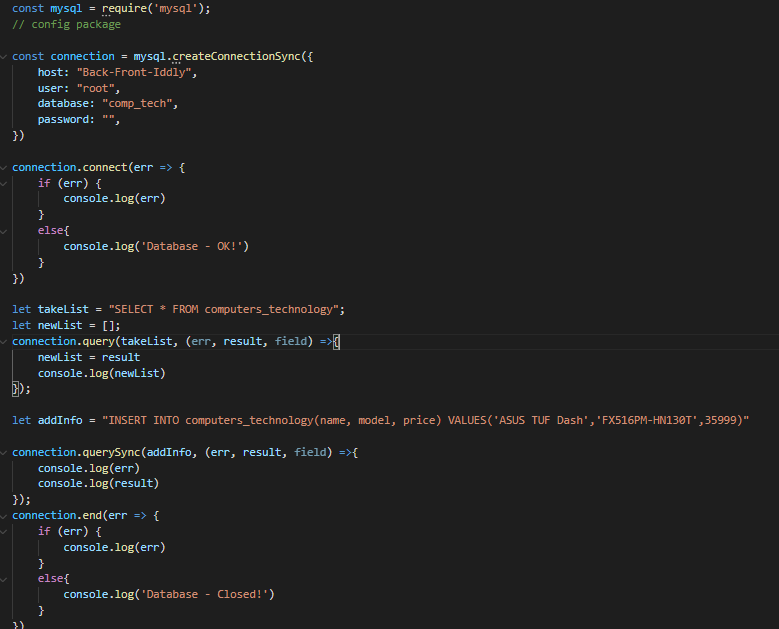 const mysql = require('mysql');
// config package
const connection = mysql.createConnectionSync({
    host: "Back-Front-Iddly",
    user: "root",
    database: "comp_tech",
    password: "",
})
connection.connect(err => {
    if (err) {
        console.log(err)
    }
    else{
        console.log('Database - OK!')
    }
})
let takeList = "SELECT * FROM computers_technology";
let newList = [];
connection.query(takeList, (err, result, field) =>{
    newList = result
    console.log(newList)
});
let addInfo = "INSERT INTO computers_technology(name, model, price) VALUES('ASUS TUF Dash','FX516PM-HN130T',35999)"
connection.querySync(addInfo, (err, result, field) =>{
    console.log(err)
    console.log(result)
});
connection.end(err => {
    if (err) {
        console.log(err)
    }
    else{
        console.log('Database - Closed!')
    }
})